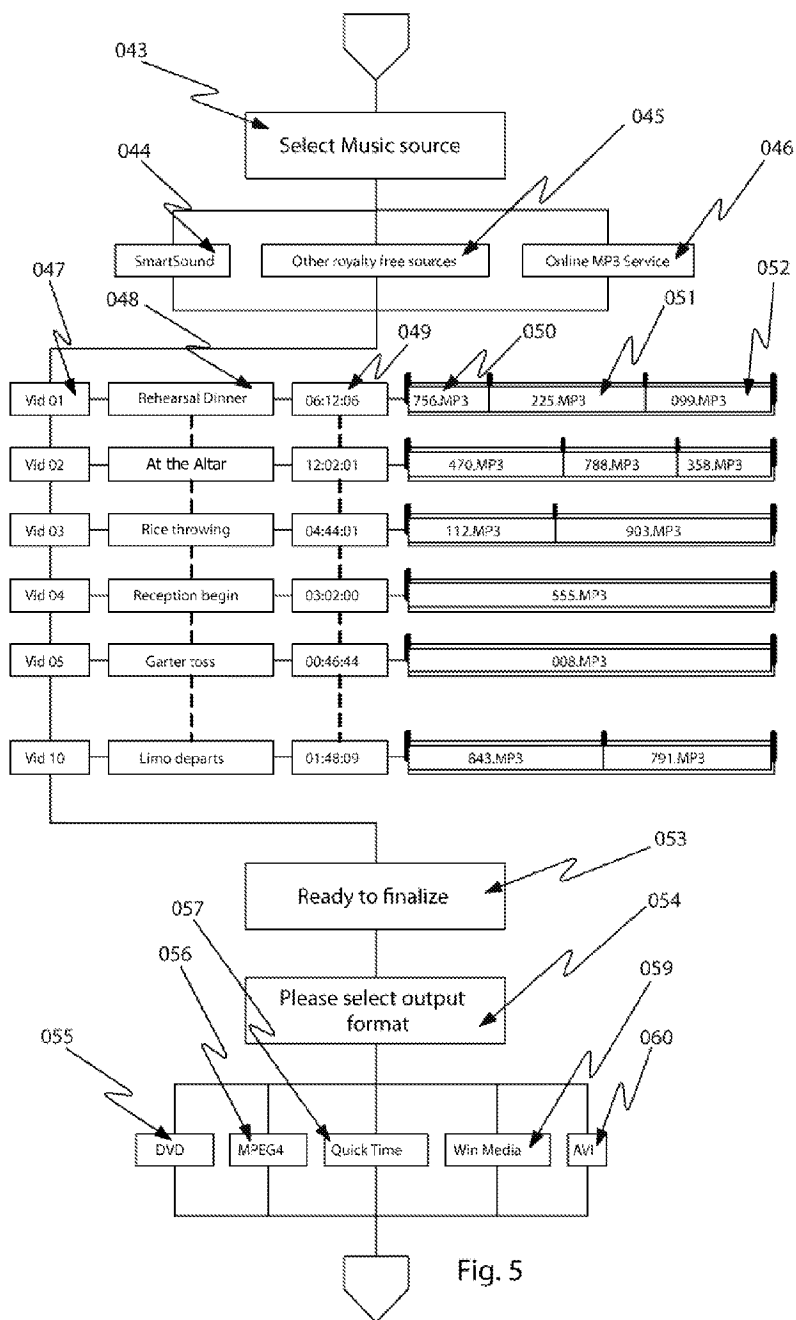 043
Select Music source
044
045
046
SmartSound
Other royalty free sources
Online MP3 Service
047
048
049
050
051
052
Vid 01
Rehearsal Dinner
06:12:06
756.MP3
225.MP3
099.MP3
Vid 02
At the Altar
12:02:01
470.MP3
788.MP3
358.MP3
Vid 03
Rice throwing
04:44:01
112.MP3
903.MP3
Vid 04
Reception begin
03:02:00
555.MP3
Vid 05
Garter toss
00:46:44
008.MP3
Vid 10
Limo departs
01:48:09
843.MP3
791.MP3
053
Ready to finalize
054
057
056
055
Please select output
format
059
060
DVD
MPEG4
Quick Time
Win Media
AVI
Fig. 5